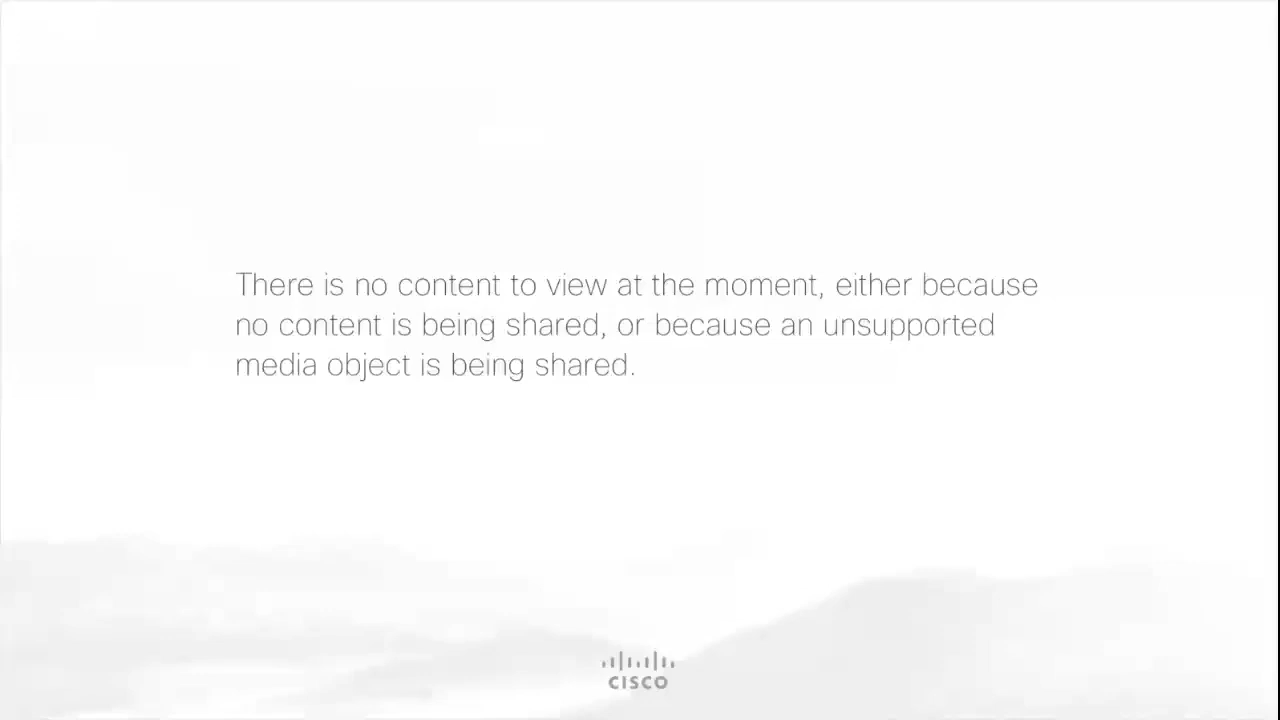 There is no content to view at the moment, either because
no content is being shared, or because an unsupported
media object is being shared.
CISCO